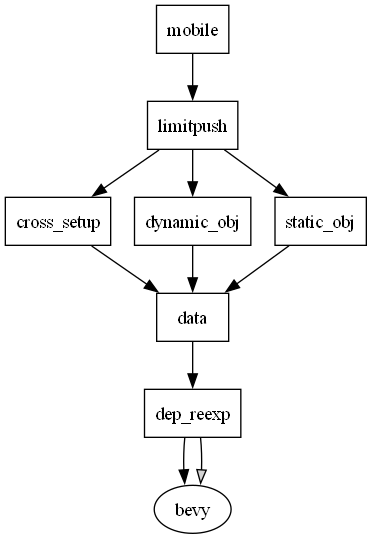 mobile
limitpush
cross_setup
dynamic_obj
static_obj
data
dep_reexp
bevy